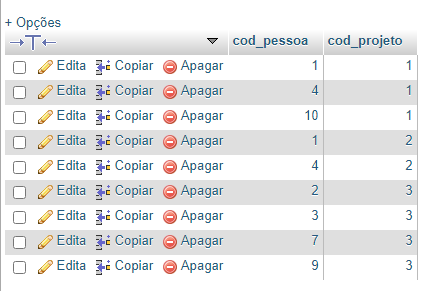 + Opções
cod_pessoa cod_projeto
Edita Copiar Apagar 1 1
Edita Copiar Apagar 4 1
Edita Copiar Apagar 10 1
Edita Copiar Apagar 1 2
Edita Copiar Apagar 4 2
Edita Copiar Apagar 2 3
Edita Copiar Apagar 3 3
Edita Copiar Apagar 7 3
Edita Copiar Apagar 9 3